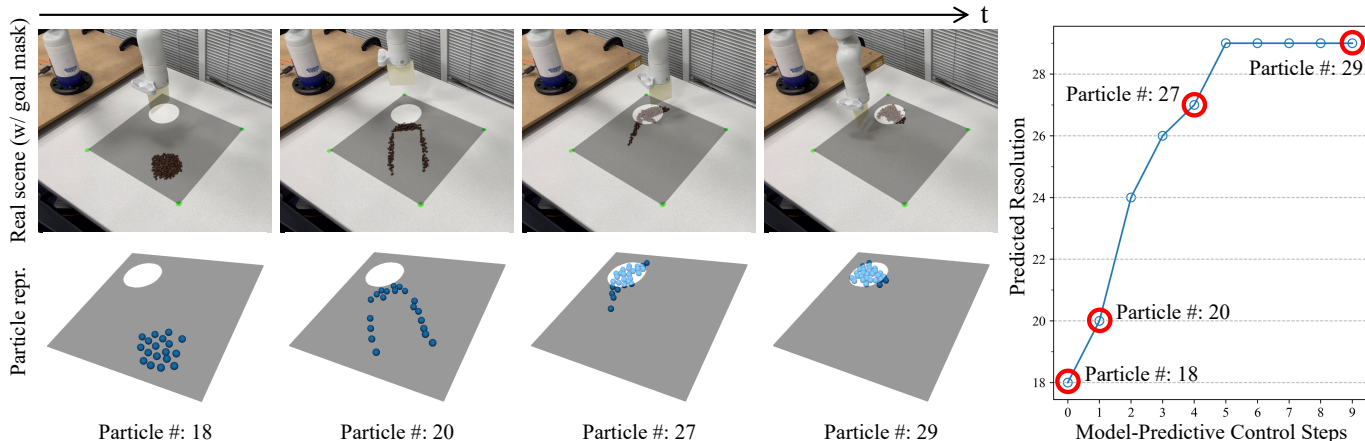 t
Real scene (w/ goal mask)
Particle repr.
Particle #: 18
Particle #: 20
Particle #: 27
Particle #: 29
Predicted Resolution
28
26
24
22
20
18
Particle #: 29
Particle #: 27
Particle #: 20
Particle #: 18
0 1 2 3 4 5 6 7 8 9
Model-Predictive Control Steps